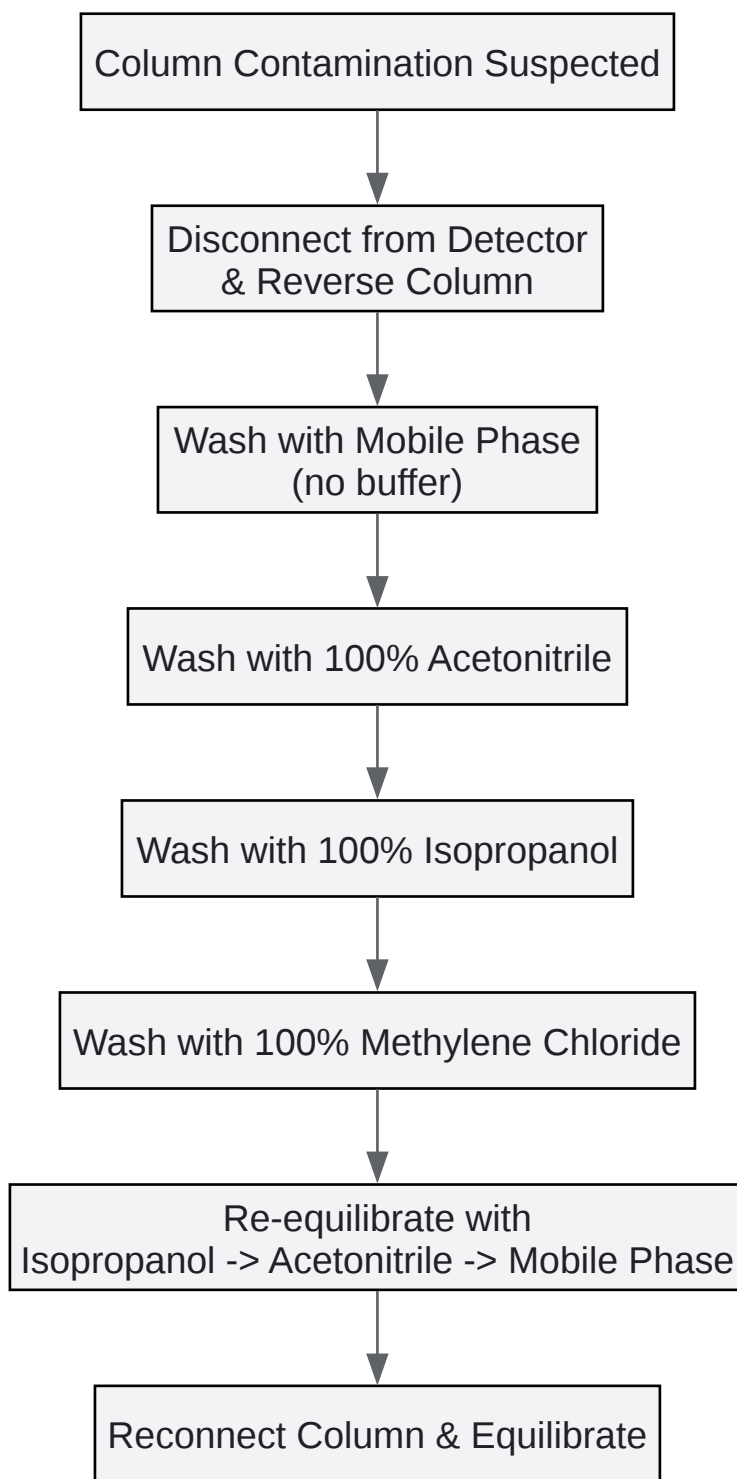 Column Contamination Suspected
Disconnect from Detector
& Reverse Column
Wash with Mobile Phase
(no buffer)
Wash with 100% Acetonitrile
Wash with 100% Isopropanol
Wash with 100% Methylene Chloride
Re-equilibrate with
Isopropanol -> Acetonitrile -> Mobile Phase
Reconnect Column & Equilibrate